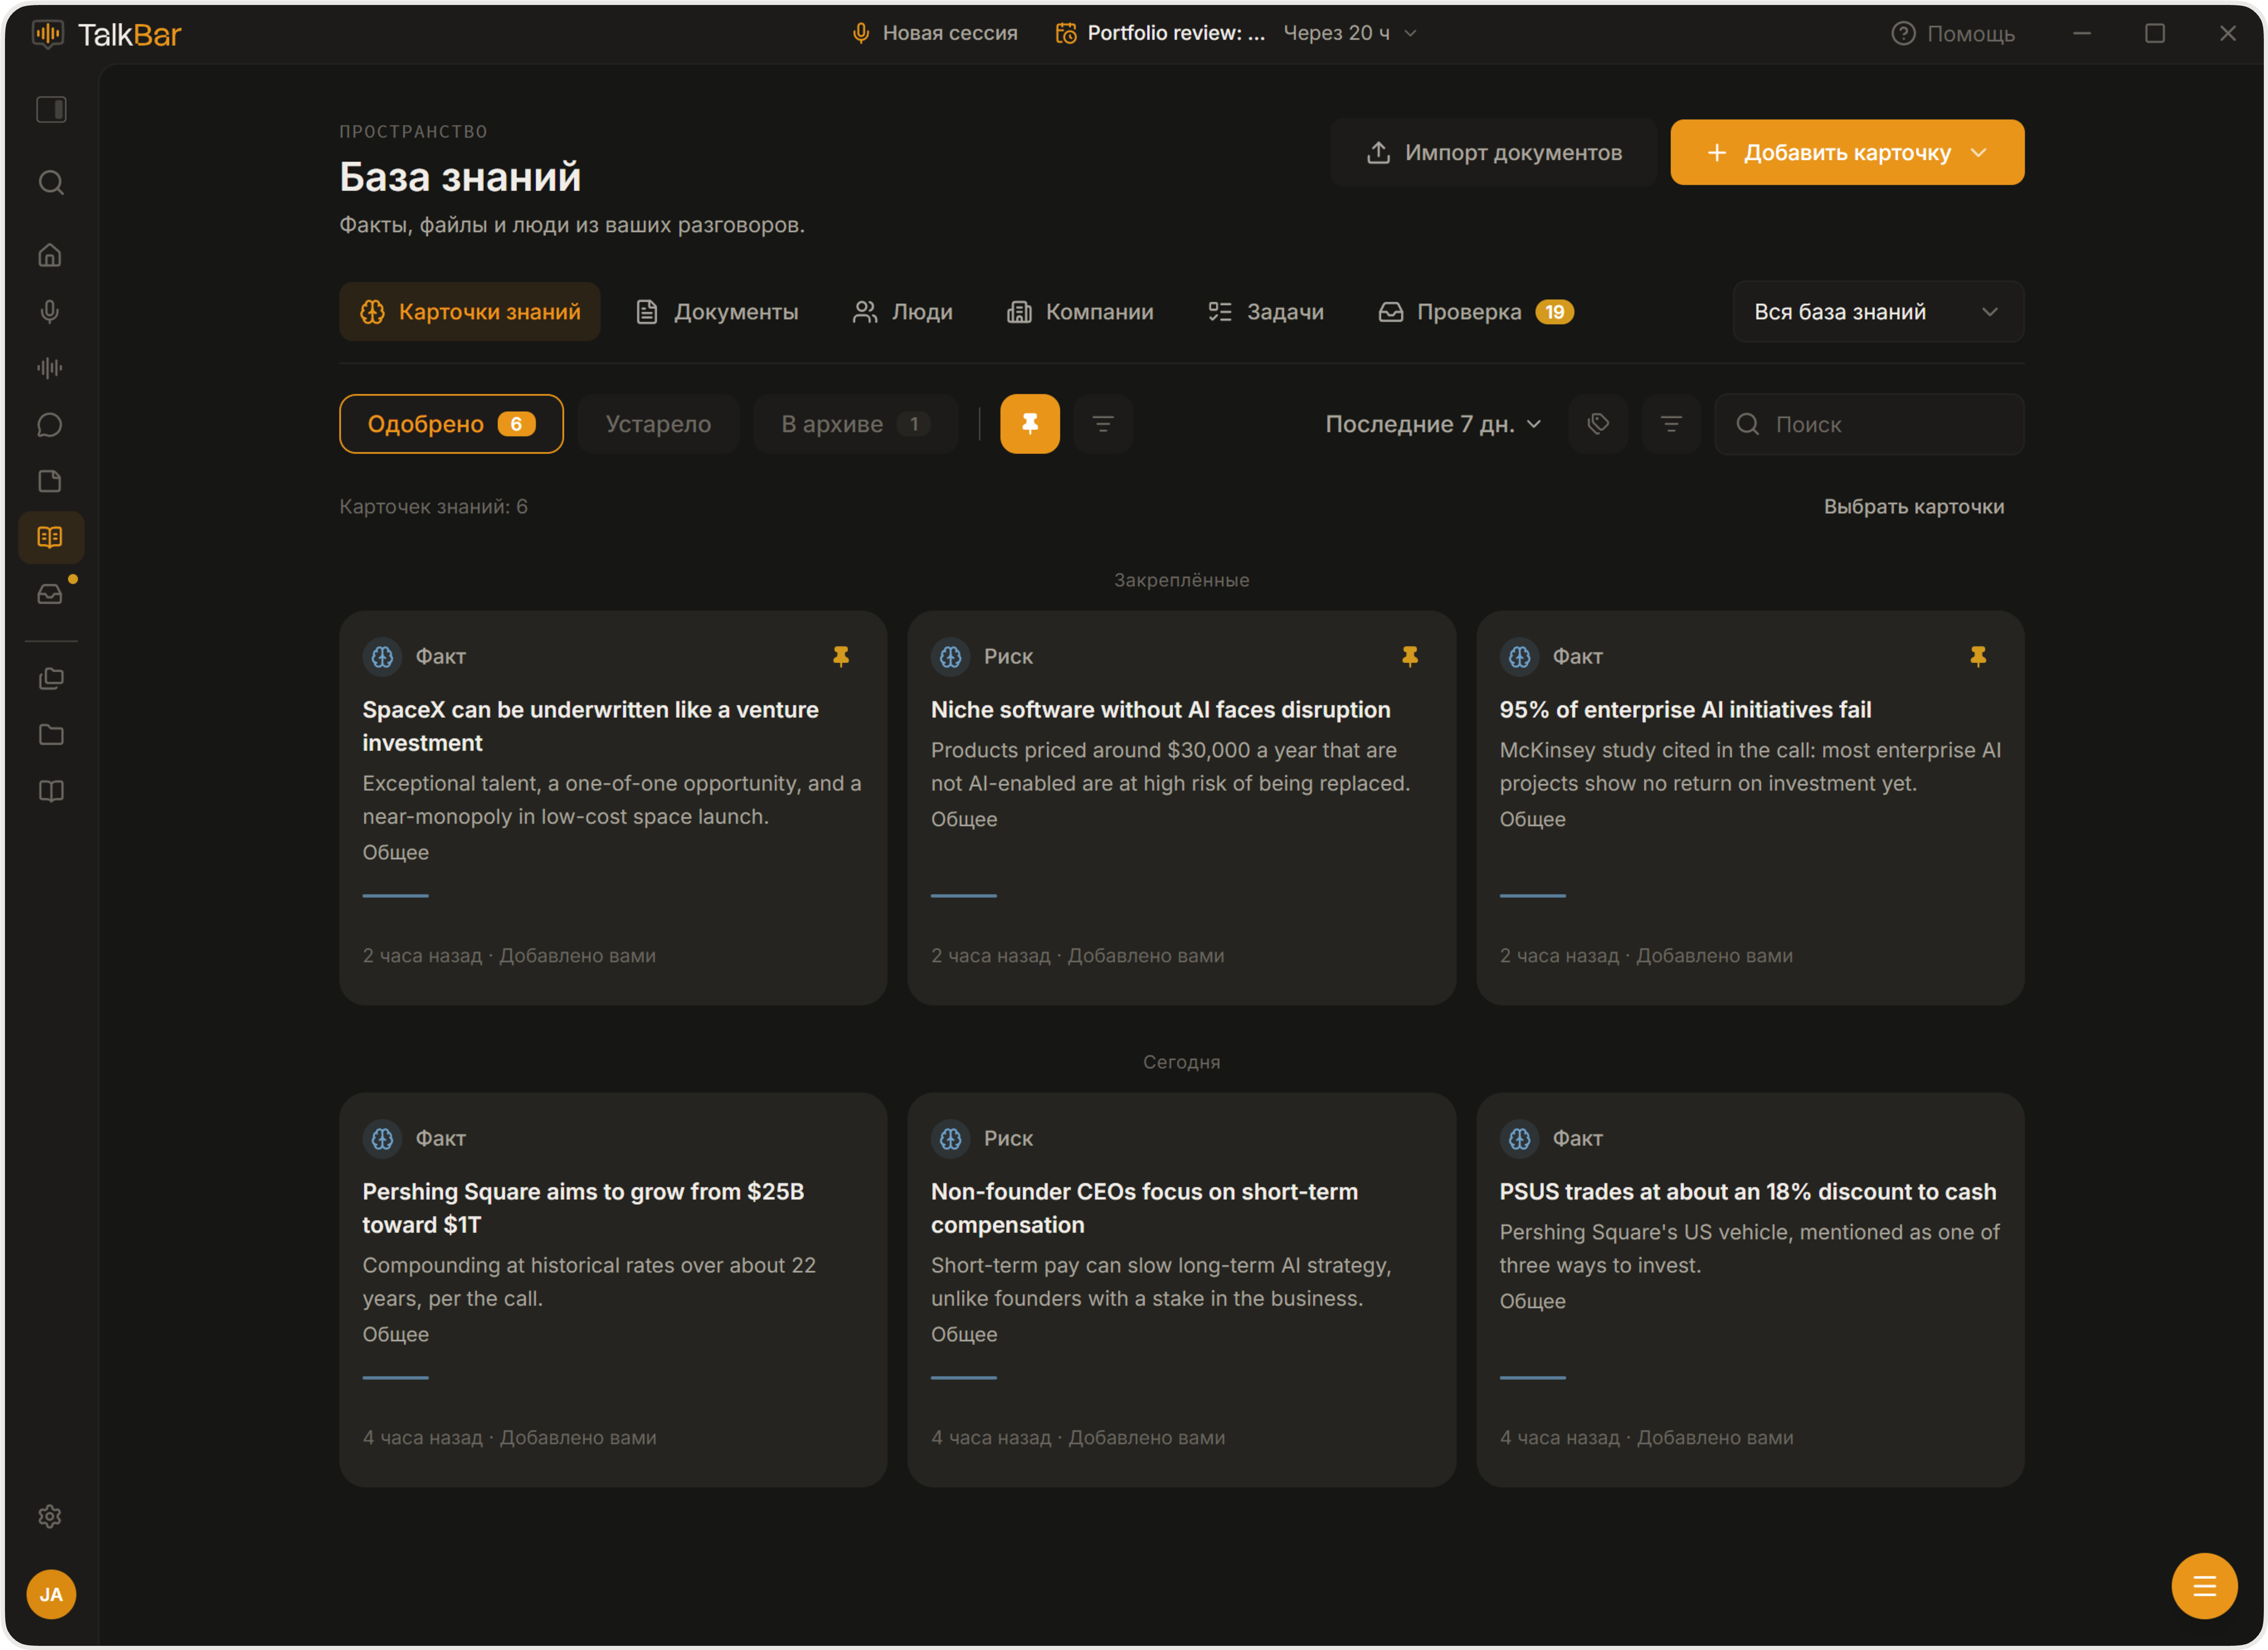 TalkBar
Новая сессия
Portfolio review: ... Через 20 ч
Помощь
ПРОСТРАНСТВО
База знаний
Факты, файлы и люди из ваших разговоров.
Импорт документов
Добавить карточку
Карточки знаний
Документы
Люди
Компании
Задачи
Проверка 19
Вся база знаний
Одобрено 6
Устарело
В архиве 1
Последние 7 дн.
Поиск
Карточек знаний: 6
Выбрать карточки
Закреплённые
Факт
SpaceX can be underwritten like a venture
investment
Exceptional talent, a one-of-one opportunity, and a
near-monopoly in low-cost space launch.
Общее
2 часа назад · Добавлено вами
Риск
Niche software without AI faces disruption
Products priced around $30,000 a year that are
not AI-enabled are at high risk of being replaced.
Общее
2 часа назад · Добавлено вами
Факт
95% of enterprise AI initiatives fail
McKinsey study cited in the call: most enterprise AI
projects show no return on investment yet.
Общее
2 часа назад · Добавлено вами
Сегодня
Факт
Pershing Square aims to grow from $25B
toward $1T
Compounding at historical rates over about 22
years, per the call.
Общее
4 часа назад · Добавлено вами
Риск
Non-founder CEOs focus on short-term
compensation
Short-term pay can slow long-term AI strategy,
unlike founders with a stake in the business.
Общее
4 часа назад · Добавлено вами
Факт
PSUS trades at about an 18% discount to cash
Pershing Square's US vehicle, mentioned as one of
three ways to invest.
Общее
4 часа назад · Добавлено вами
JA